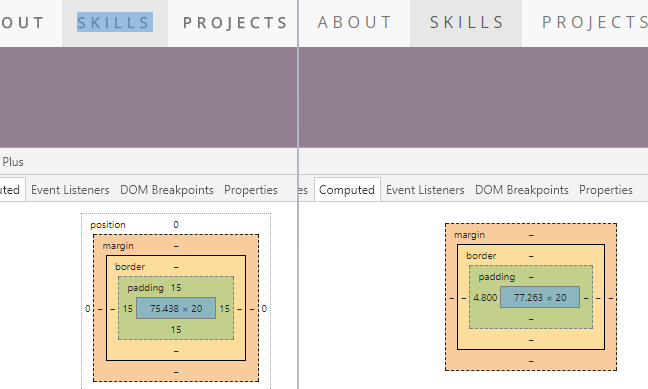 OUT SKILLS PROJECTS
ABOUT SKILLS PROJECTS
Plus
uted Event Listeners DOM Breakpoints Properties
es Computed Event Listeners DOM Breakpoints Properties
position 0
margin –
border –
padding 15
0 – – 15 75.438 × 20 15 – – 0
15
–
–
margin –
border –
padding –
– – 4.800 77.263 × 20 – – –
–
–
–